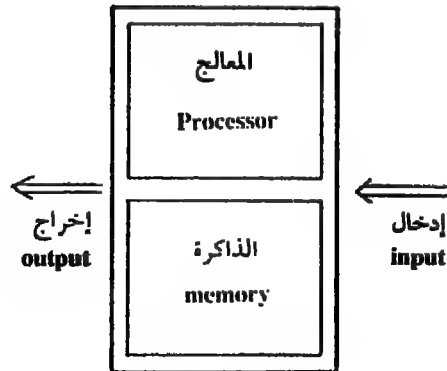 المعالج
Processor
إدخال
input
إخراج
output
الذاكرة
memory